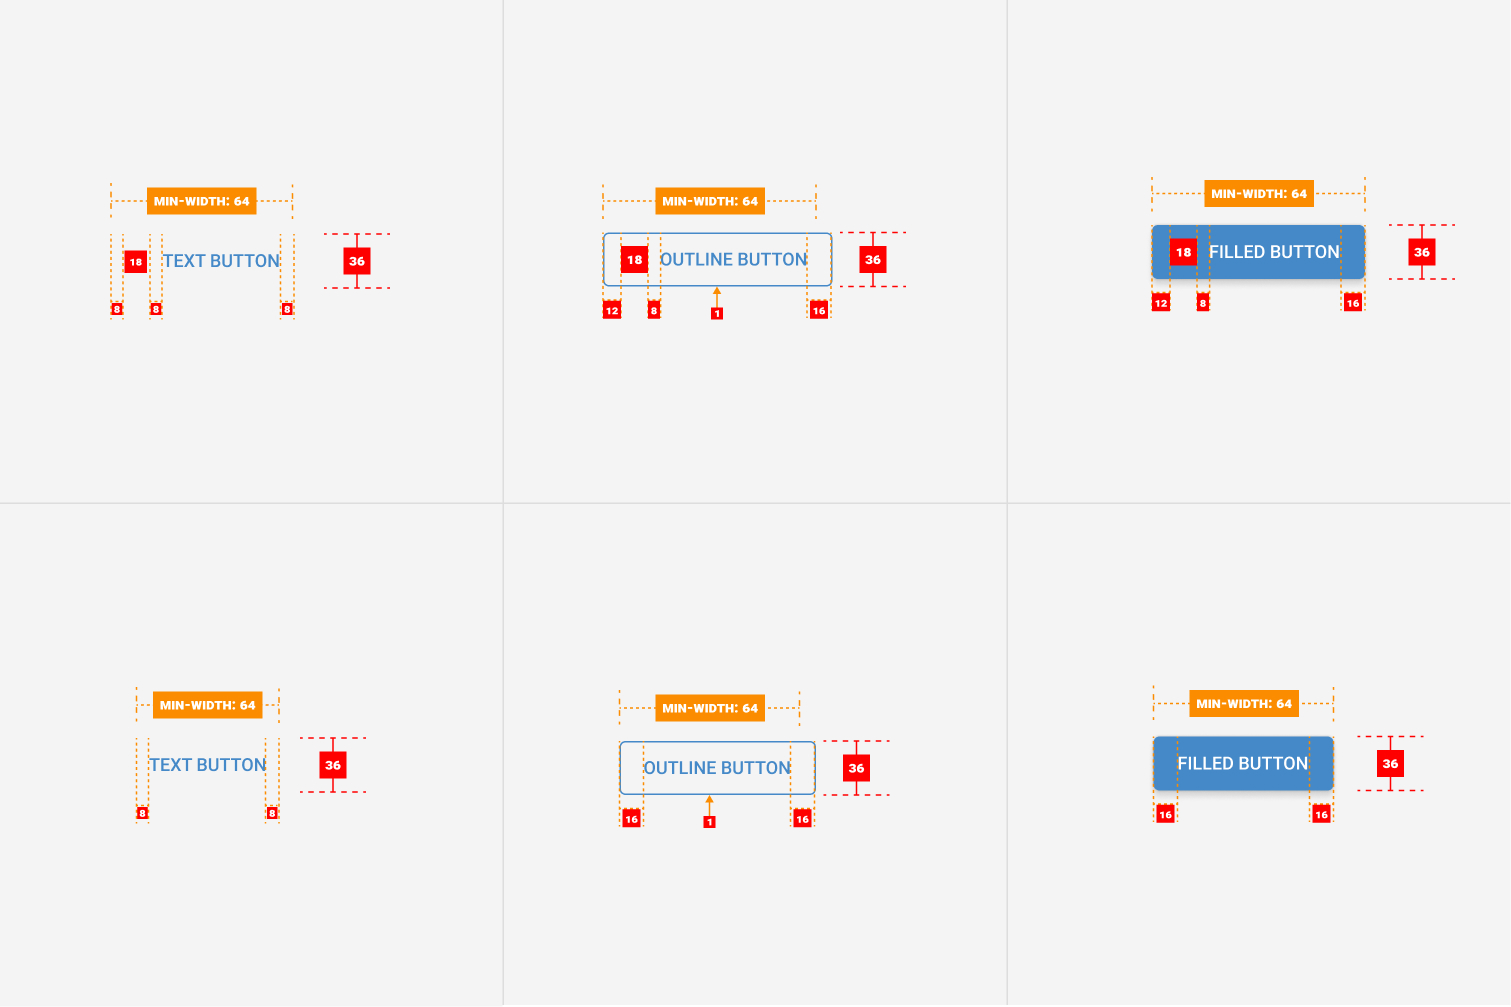 MIN-WIDTH: 64
18 TEXT BUTTON 36
8 8 8
MIN-WIDTH: 64
18 OUTLINE BUTTON 36
12 8 1 16
MIN-WIDTH: 64
18 FILLED BUTTON 36
12 8 16
MIN-WIDTH: 64
TEXT BUTTON 36
8 8
MIN-WIDTH: 64
OUTLINE BUTTON 36
16 1 16
MIN-WIDTH: 64
FILLED BUTTON 36
16 16